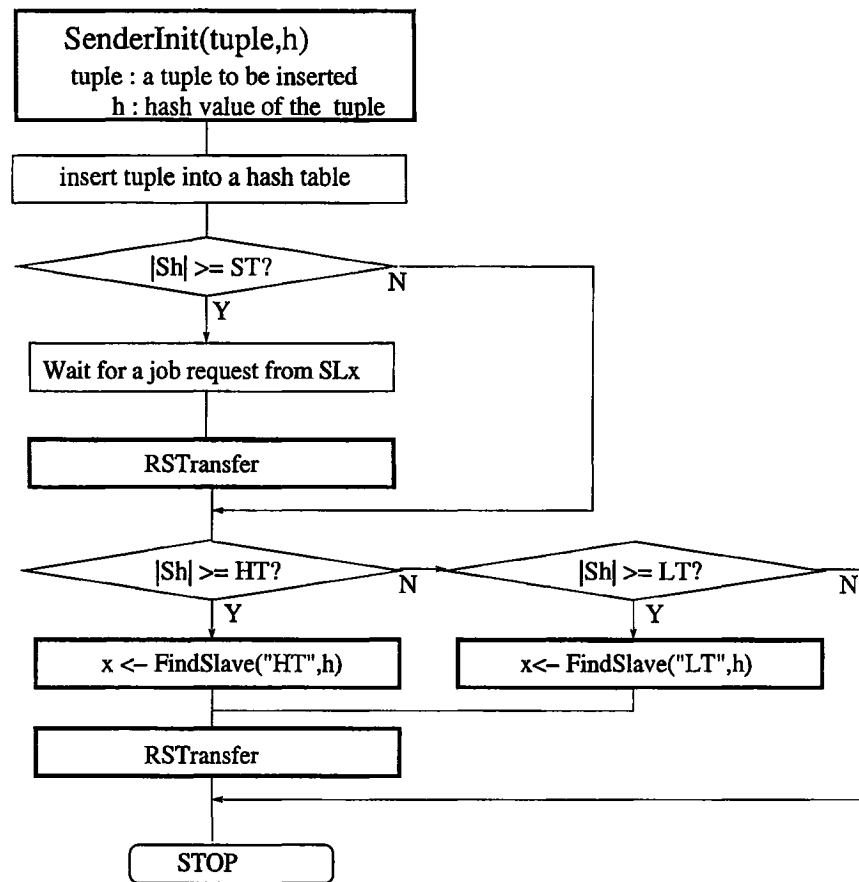 SenderInit(tuple,h)
tuple : a tuple to be inserted
h : hash value of the tuple
insert tuple into a hash table
|Sh| >= ST?
N
Y
Wait for a job request from SLx
RSTransfer
|Sh| >= HT?
N
|Sh| >= LT?
N
Y
Y
x <- FindSlave("HT",h)
x<- FindSlave("LT",h)
RSTransfer
STOP